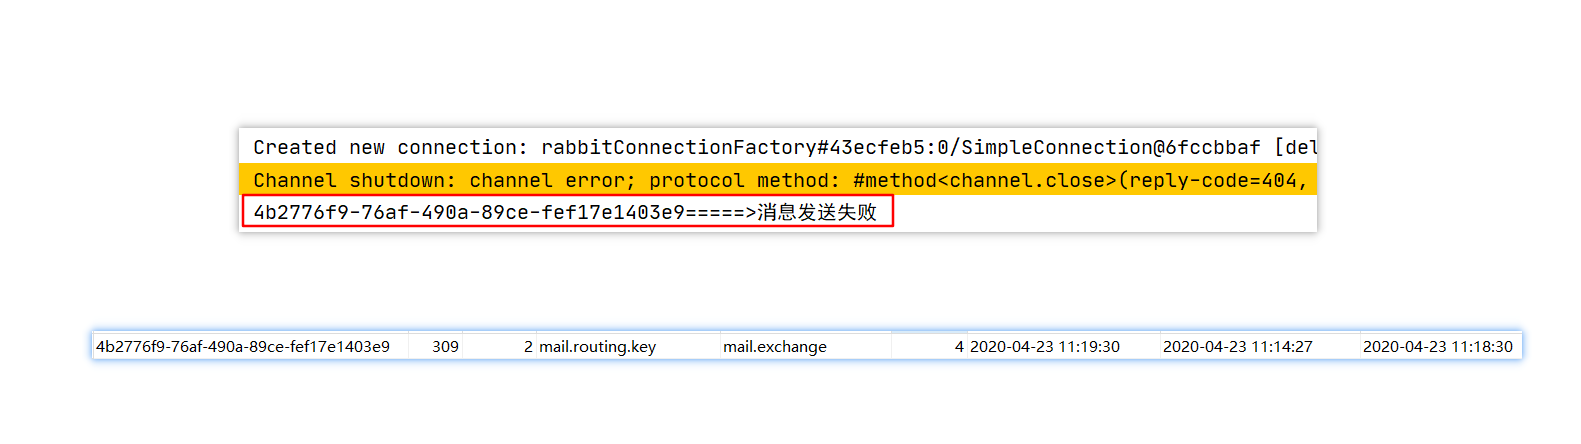 Created new connection: rabbitConnectionFactory#43ecfeb5:0/SimpleConnection@6fccbbaf [del
Channel shutdown: channel error; protocol method: #method<channel.close>(reply-code=404,
4b2776f9-76af-490a-89ce-fef17e1403e9=====>消息发送失败
4b2776f9-76af-490a-89ce-fef17e1403e9 309 2 mail.routing.key mail.exchange 4 2020-04-23 11:19:30 2020-04-23 11:14:27 2020-04-23 11:18:30